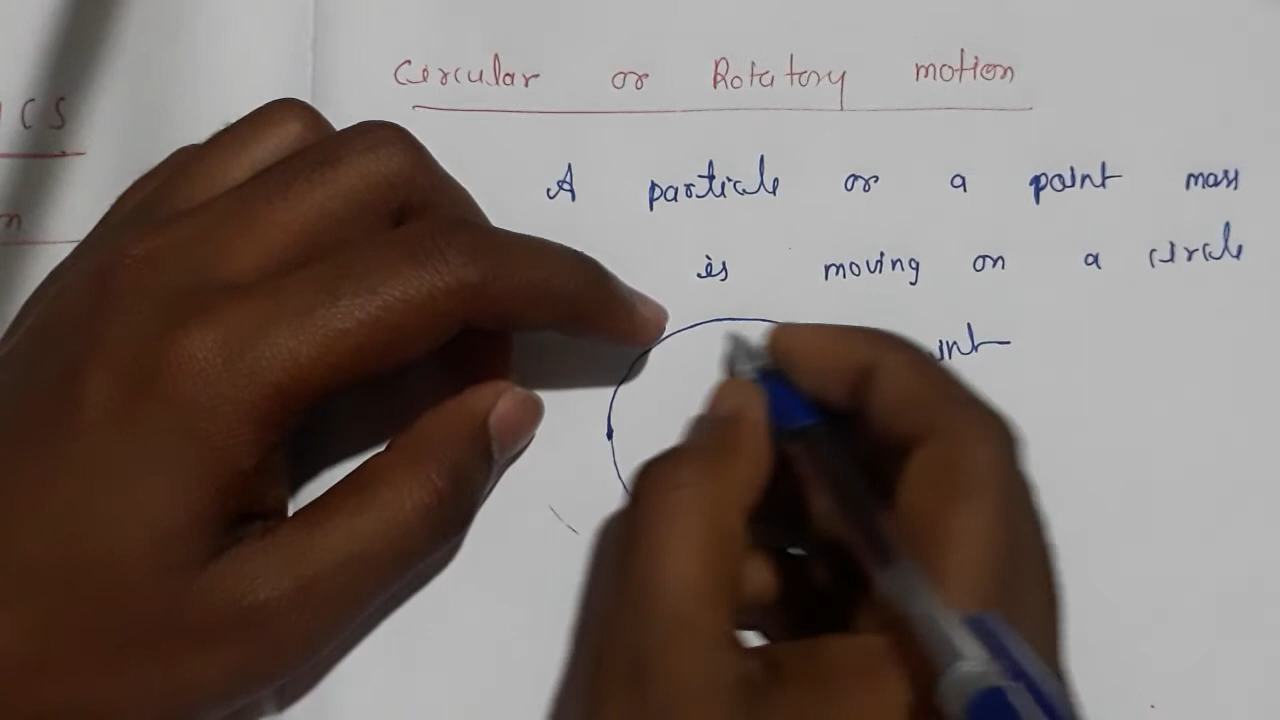 Circular or Rotatory motion
A particle or a point mass
is moving on a circle